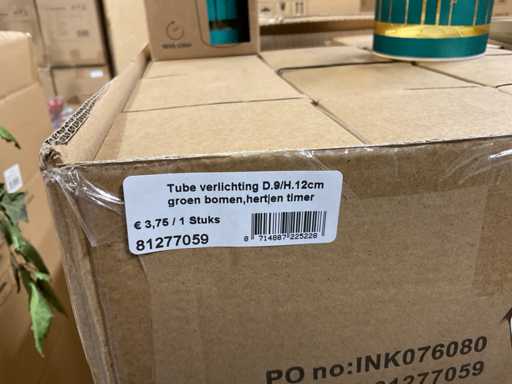 Tube verlichting D.9/H.12cm
groen bomen,hertjen timer
€ 3,75 / 1 Stuks
81277059
8 714887 225228
PO no:INK076080
81277059